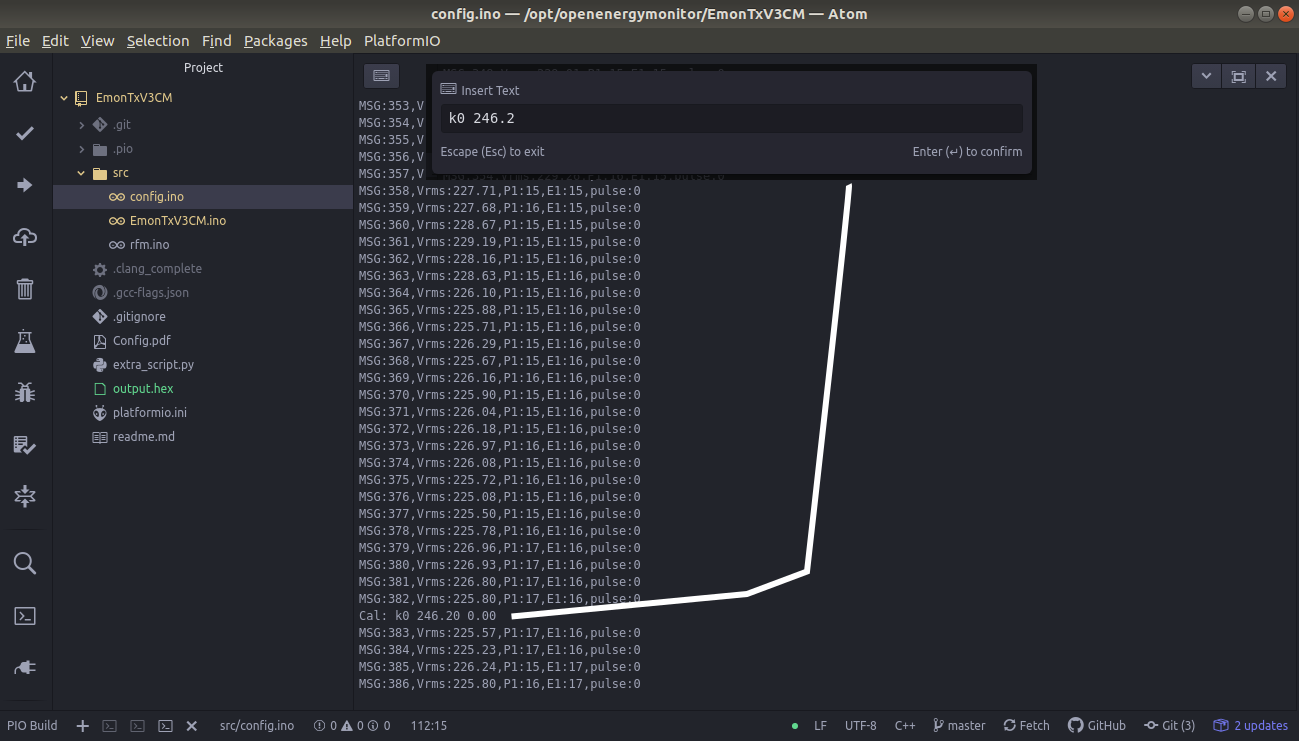 config.ino — /opt/openenergymonitor/EmonTxV3CM — Atom
File Edit View Selection Find Packages Help PlatformIO
Project
EmonTxV3CM
.git
.pio
src
config.ino
EmonTxV3CM.ino
rfm.ino
.clang_complete
.gcc-flags.json
.gitignore
Config.pdf
extra_script.py
output.hex
platformio.ini
readme.md
Insert Text
k0 246.2
Escape (Esc) to exit
Enter (↵) to confirm
MSG:353,V
MSG:354,V
MSG:355,V
MSG:356,V
MSG:357,V
MSG:358,Vrms:227.71,P1:15,E1:15,pulse:0
MSG:359,Vrms:227.68,P1:16,E1:15,pulse:0
MSG:360,Vrms:228.67,P1:15,E1:15,pulse:0
MSG:361,Vrms:229.19,P1:15,E1:15,pulse:0
MSG:362,Vrms:228.16,P1:15,E1:16,pulse:0
MSG:363,Vrms:228.63,P1:15,E1:16,pulse:0
MSG:364,Vrms:226.10,P1:15,E1:16,pulse:0
MSG:365,Vrms:225.88,P1:15,E1:16,pulse:0
MSG:366,Vrms:225.71,P1:15,E1:16,pulse:0
MSG:367,Vrms:226.29,P1:15,E1:16,pulse:0
MSG:368,Vrms:225.67,P1:15,E1:16,pulse:0
MSG:369,Vrms:226.16,P1:16,E1:16,pulse:0
MSG:370,Vrms:225.90,P1:15,E1:16,pulse:0
MSG:371,Vrms:226.04,P1:15,E1:16,pulse:0
MSG:372,Vrms:226.18,P1:15,E1:16,pulse:0
MSG:373,Vrms:226.97,P1:16,E1:16,pulse:0
MSG:374,Vrms:226.08,P1:15,E1:16,pulse:0
MSG:375,Vrms:225.72,P1:16,E1:16,pulse:0
MSG:376,Vrms:225.08,P1:15,E1:16,pulse:0
MSG:377,Vrms:225.50,P1:15,E1:16,pulse:0
MSG:378,Vrms:225.78,P1:16,E1:16,pulse:0
MSG:379,Vrms:226.96,P1:17,E1:16,pulse:0
MSG:380,Vrms:226.93,P1:17,E1:16,pulse:0
MSG:381,Vrms:226.80,P1:17,E1:16,pulse:0
MSG:382,Vrms:225.80,P1:17,E1:16,pulse:0
Cal: k0 246.20 0.00
MSG:383,Vrms:225.57,P1:17,E1:16,pulse:0
MSG:384,Vrms:225.23,P1:17,E1:16,pulse:0
MSG:385,Vrms:226.24,P1:15,E1:17,pulse:0
MSG:386,Vrms:225.80,P1:16,E1:17,pulse:0
PIO Build src/config.ino 0 0 0 112:15 LF UTF-8 C++ master Fetch GitHub Git (3) 2 updates